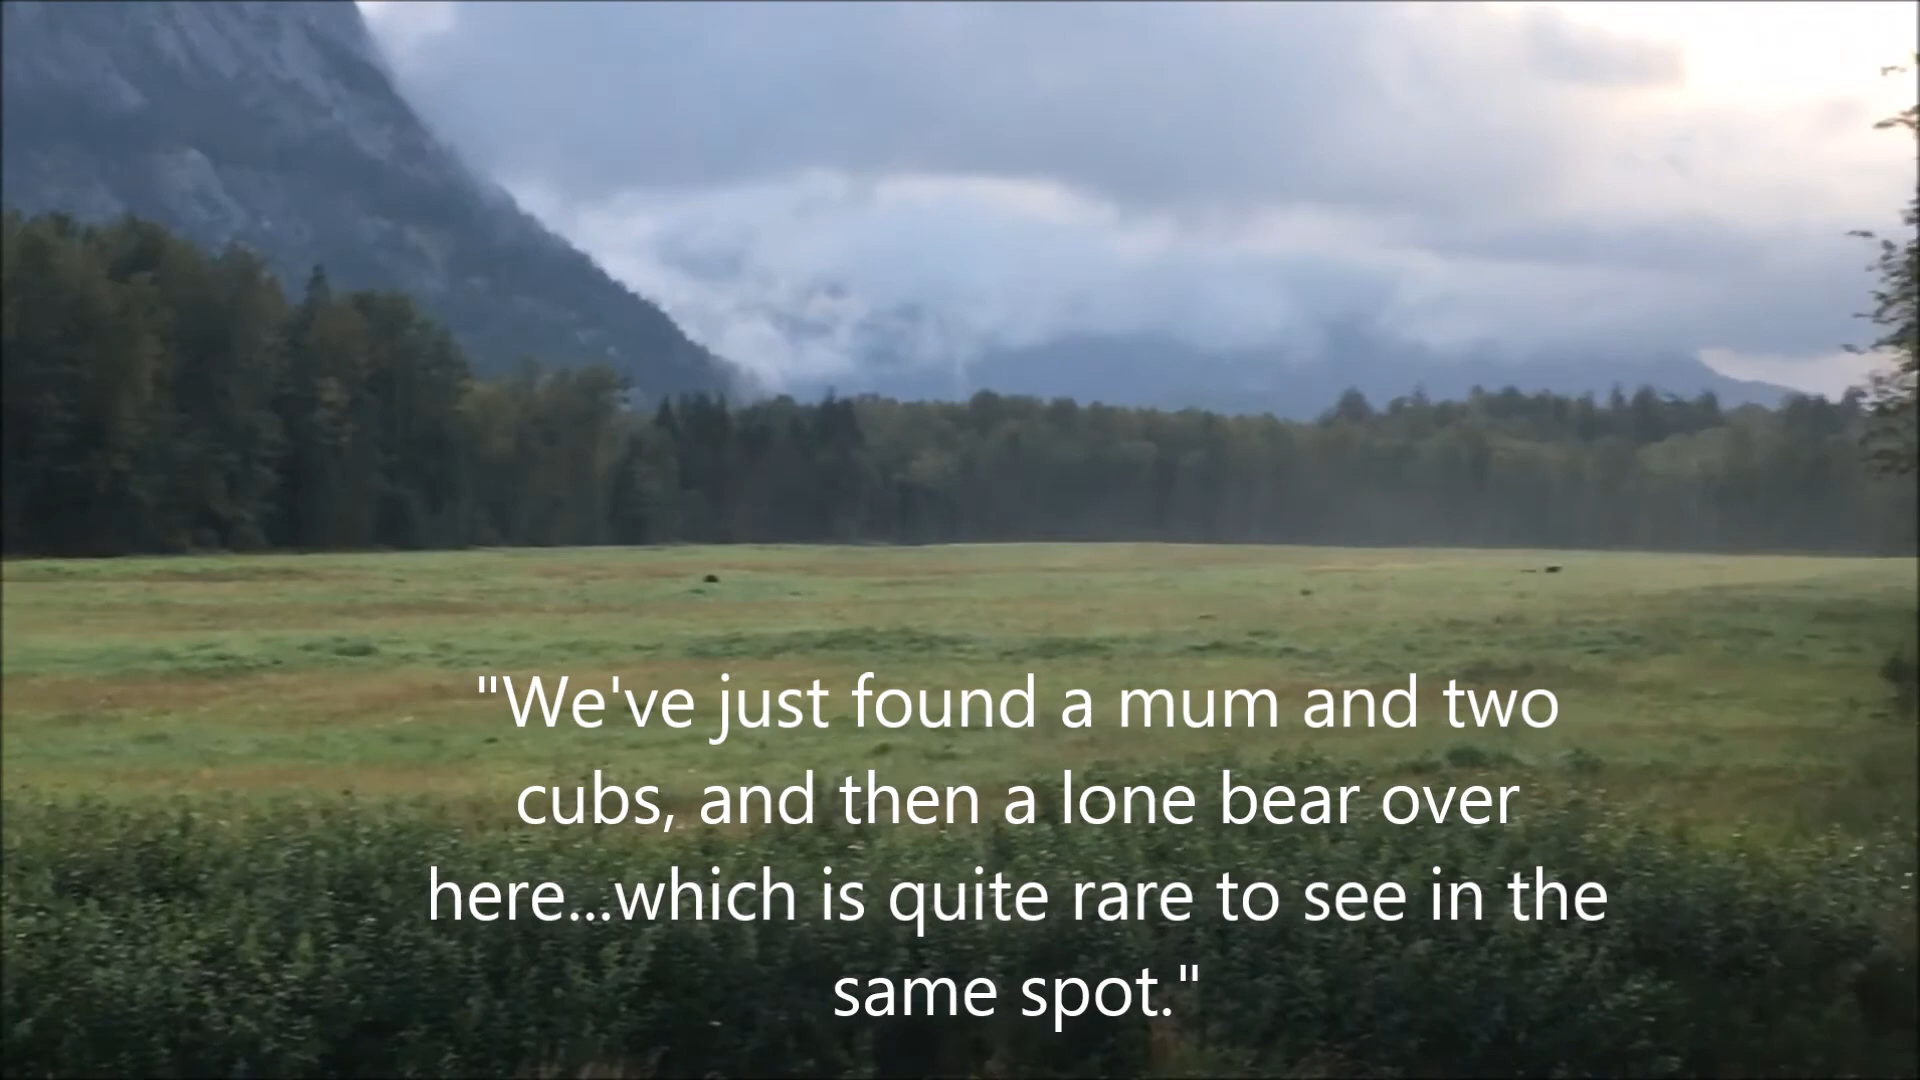 "We've just found a mum and two
cubs, and then a lone bear over
here...which is quite rare to see in the
same spot."